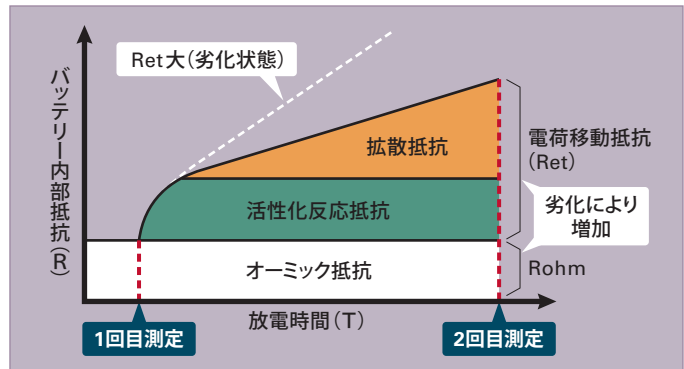 Ret大(劣化状態)
バッテリー内部抵抗(R)
拡散抵抗
電荷移動抵抗
(Ret)
活性化反応抵抗
劣化により
増加
オーミック抵抗
Rohm
放電時間(T)
1回目測定
2回目測定